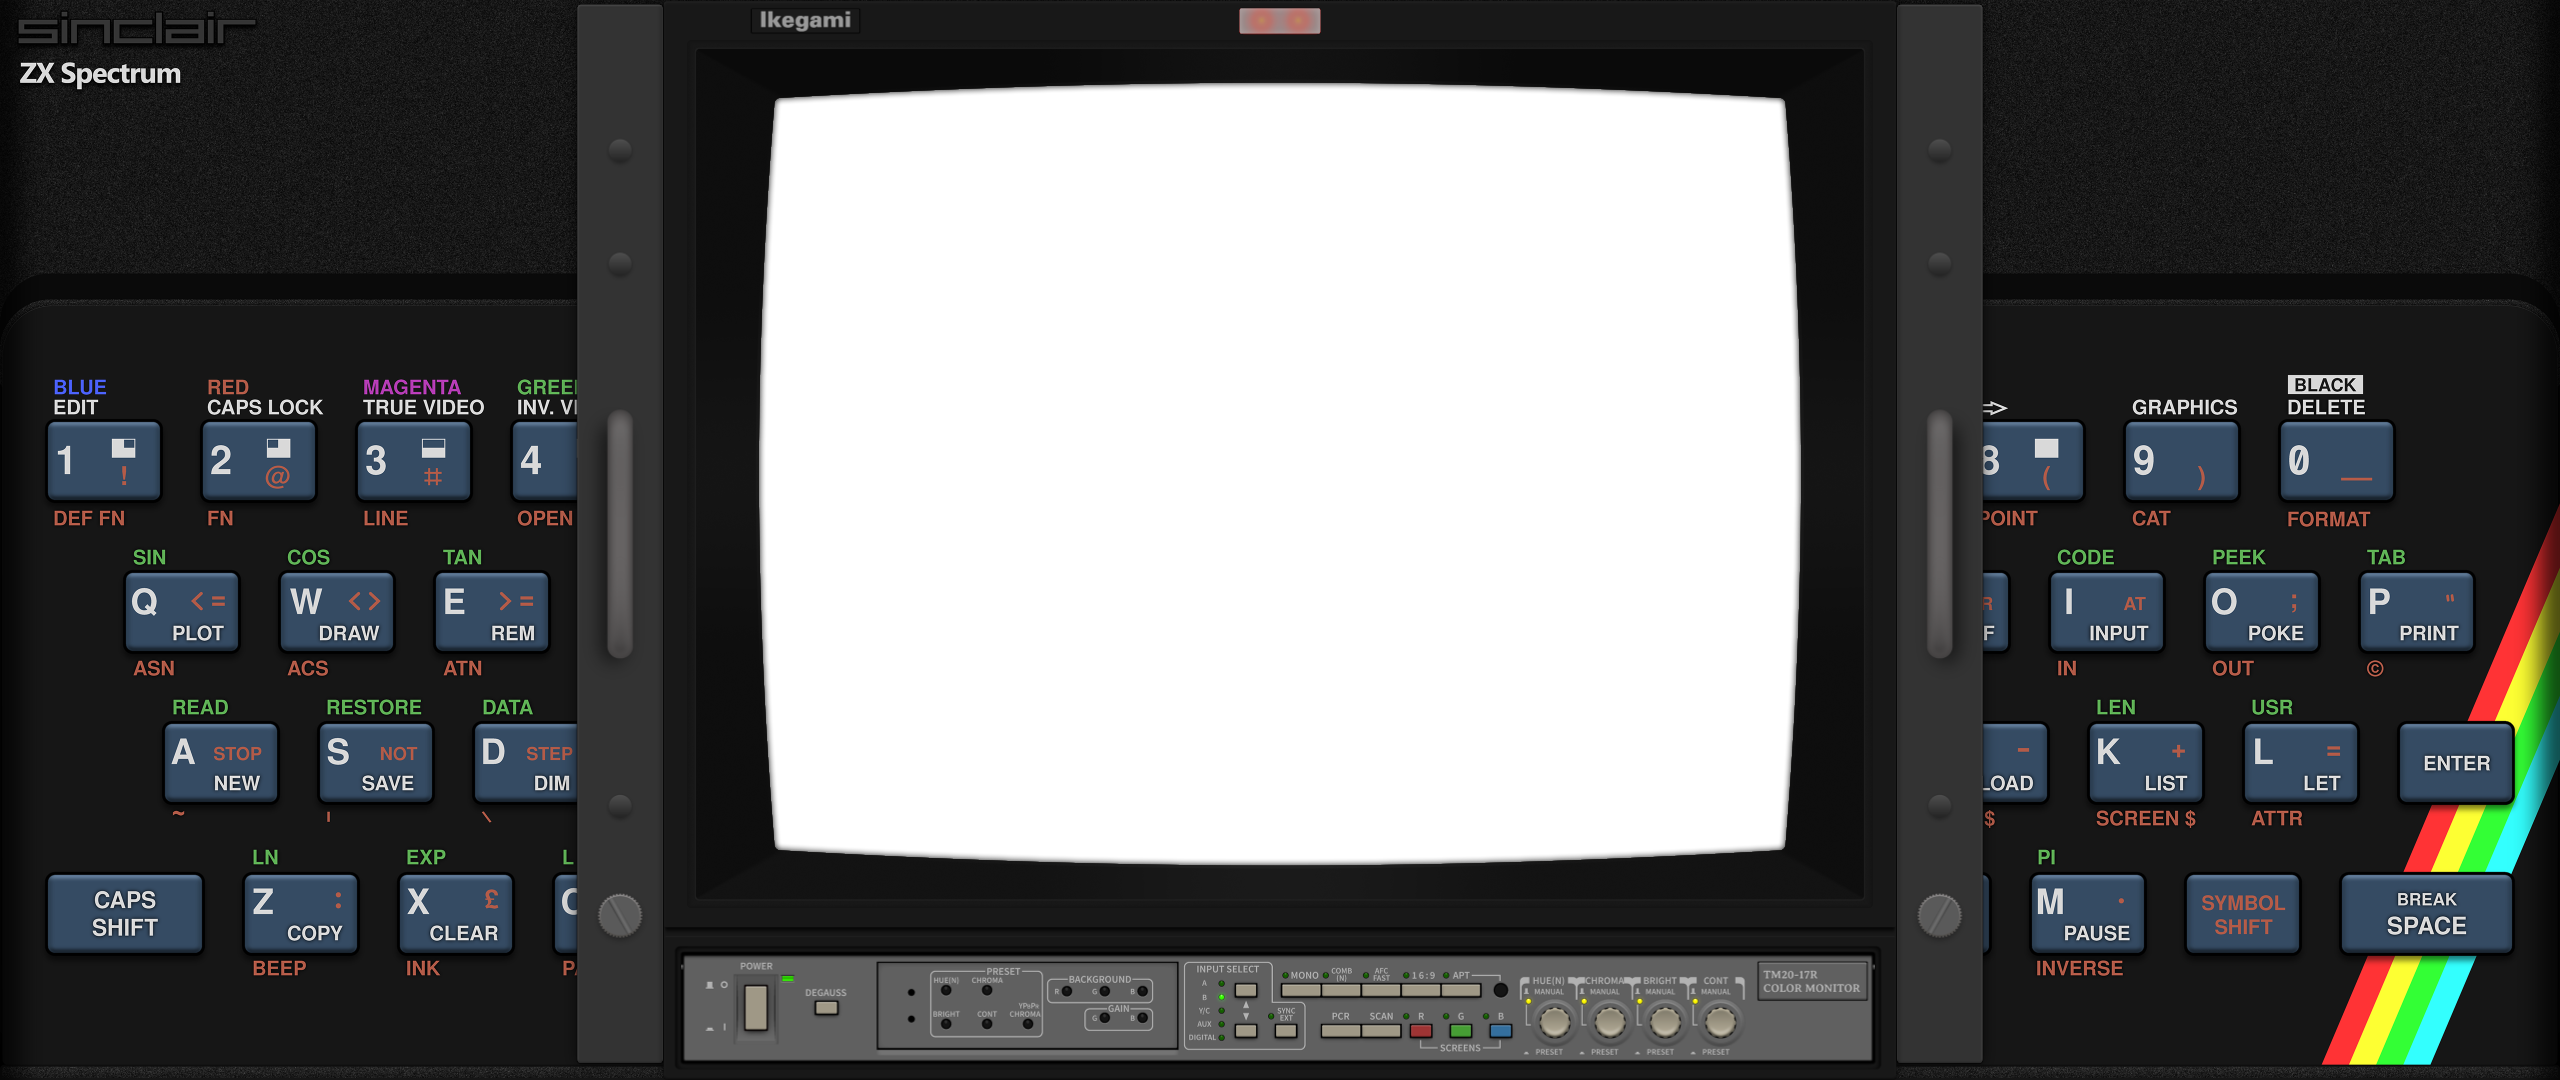 sinclair
ZX Spectrum
Ikegami
BLUE
EDIT
RED
CAPS LOCK
MAGENTA
TRUE VIDEO
GREE
INV. V
GRAPHICS
BLACK
DELETE
1 !
2 @
3 #
4
8 (
9 )
0 _
DEF FN
FN
LINE
OPEN
POINT
CAT
FORMAT
SIN
COS
TAN
CODE
PEEK
TAB
Q <=
PLOT
W <>
DRAW
E >=
REM
R
F
I AT
INPUT
O ;
POKE
P "
PRINT
ASN
ACS
ATN
IN
OUT
©
READ
RESTORE
DATA
LEN
USR
A STOP
NEW
S NOT
SAVE
D STEP
DIM
-
LOAD
K +
LIST
L =
LET
ENTER
~
|
\
$
SCREEN $
ATTR
LN
EXP
L
PI
CAPS
SHIFT
Z :
COPY
X £
CLEAR
C
M .
PAUSE
SYMBOL
SHIFT
BREAK
SPACE
BEEP
INK
PA
INVERSE
POWER
DEGAUSS
PRESET
HUE(N) CHROMA
BRIGHT CONT YPbPr
CHROMA
BACKGROUND
R G B
GAIN
G B
INPUT SELECT
A
B
Y/C
AUX
DIGITAL
SYNC
EXT
MONO
COMB
(N)
AFC
FAST
16:9
APT
PCR SCAN R G B
SCREENS
HUE(N) CHROMA BRIGHT CONT
MANUAL MANUAL MANUAL MANUAL
PRESET PRESET PRESET PRESET
TM20-17R
COLOR MONITOR